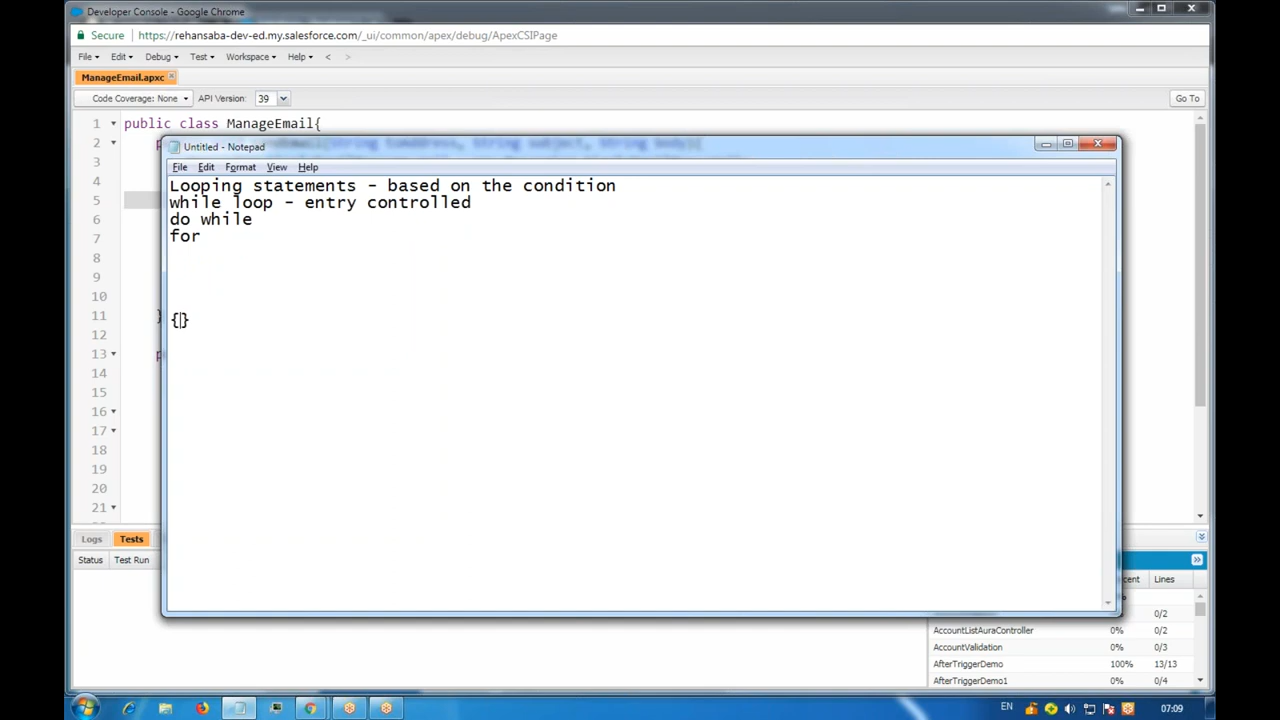 Developer Console - Google Chrome
Secure https://rehansaba-dev-ed.my.salesforce.com/_ui/common/apex/debug/ApexCSIPage
File Edit Debug Test Workspace Help < >
ManageEmail.apxc
Code Coverage: None API Version: 39 Go To
1 public class ManageEmail{
2
3
4
5
6
7
8
9
10
11 }
12
13
14
15
16
17
18
19
20
21
Untitled - Notepad
File Edit Format View Help
Looping statements - based on the condition
while loop - entry controlled
do while
for
{}
Logs Tests
Status Test Run
Lines
0/2
AccountListAuraController 0% 0/2
AccountValidation 0% 0/3
AfterTriggerDemo 100% 13/13
AfterTriggerDemo1 0% 0/4
EN 07:09